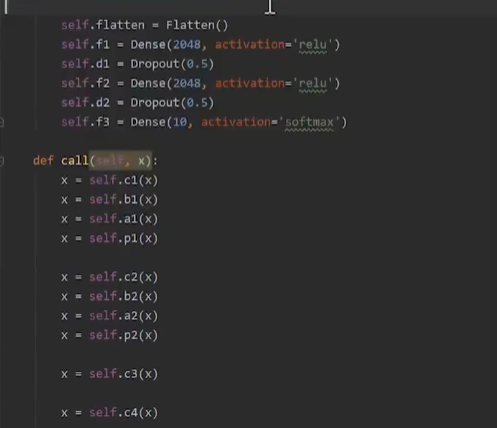 self.flatten = Flatten()
self.f1 = Dense(2048, activation='relu')
self.d1 = Dropout(0.5)
self.f2 = Dense(2048, activation='relu')
self.d2 = Dropout(0.5)
self.f3 = Dense(10, activation='softmax')
def call(self, x):
x = self.c1(x)
x = self.b1(x)
x = self.a1(x)
x = self.p1(x)
x = self.c2(x)
x = self.b2(x)
x = self.a2(x)
x = self.p2(x)
x = self.c3(x)
x = self.c4(x)